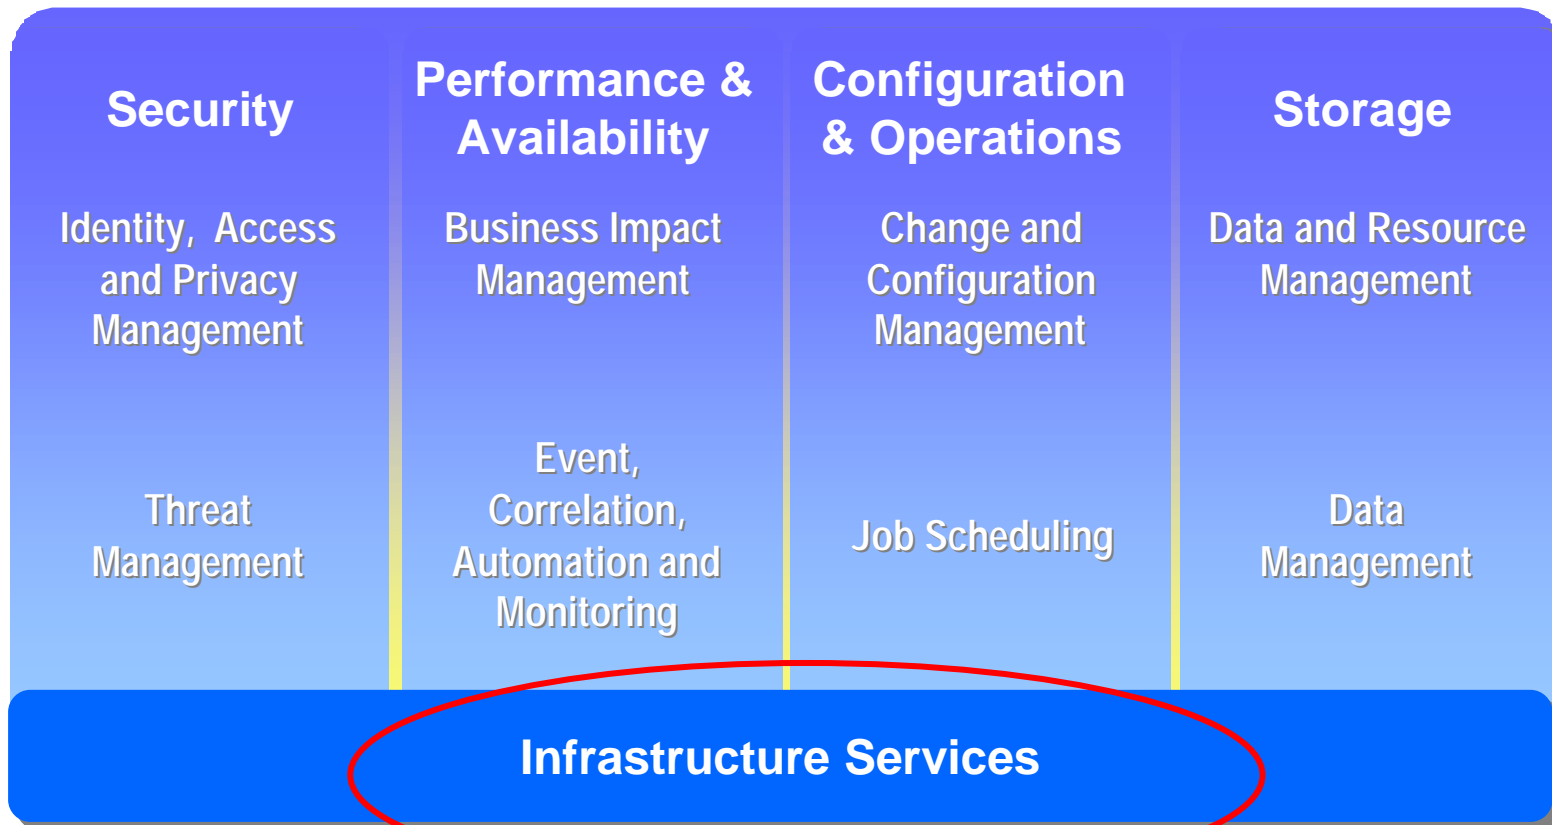 Security
Performance &
Availability
Configuration
& Operations
Storage
Identity, Access
and Privacy
Management
Business Impact
Management
Change and
Configuration
Management
Data and Resource
Management
Threat
Management
Event,
Correlation,
Automation and
Monitoring
Job Scheduling
Data
Management
Infrastructure Services